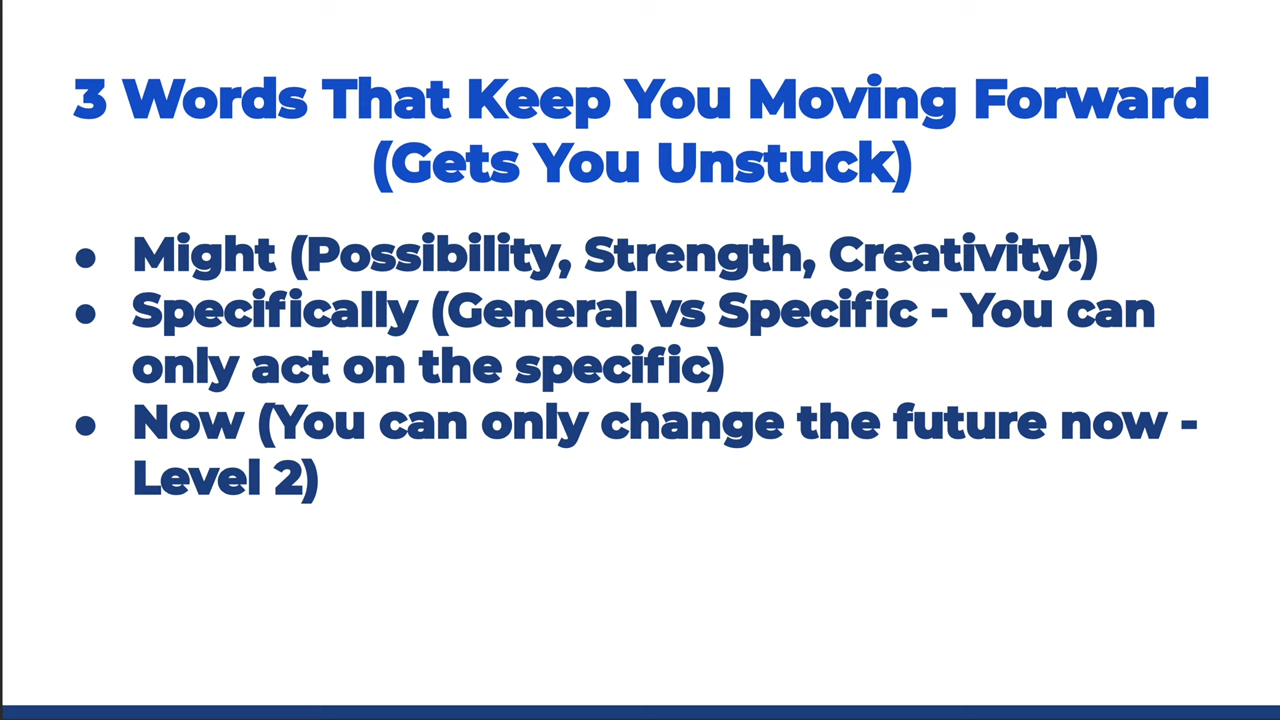 3 Words That Keep You Moving Forward
(Gets You Unstuck)
● Might (Possibility, Strength, Creativity!)
● Specifically (General vs Specific - You can
only act on the specific)
● Now (You can only change the future now -
Level 2)